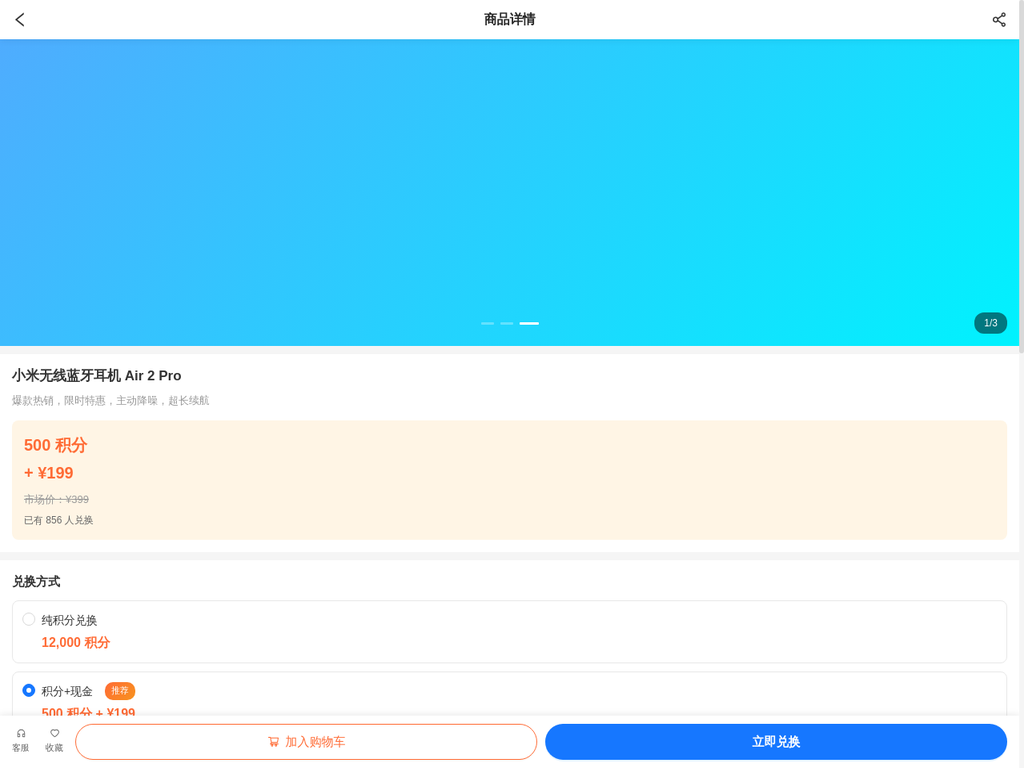 商品详情
1/3
小米无线蓝牙耳机 Air 2 Pro
爆款热销，限时特惠，主动降噪，超长续航
500 积分
+ ¥199
市场价：¥399
已有 856 人兑换
兑换方式
纯积分兑换
12,000 积分
积分+现金 推荐
500 积分 + ¥199
客服 收藏 加入购物车 立即兑换